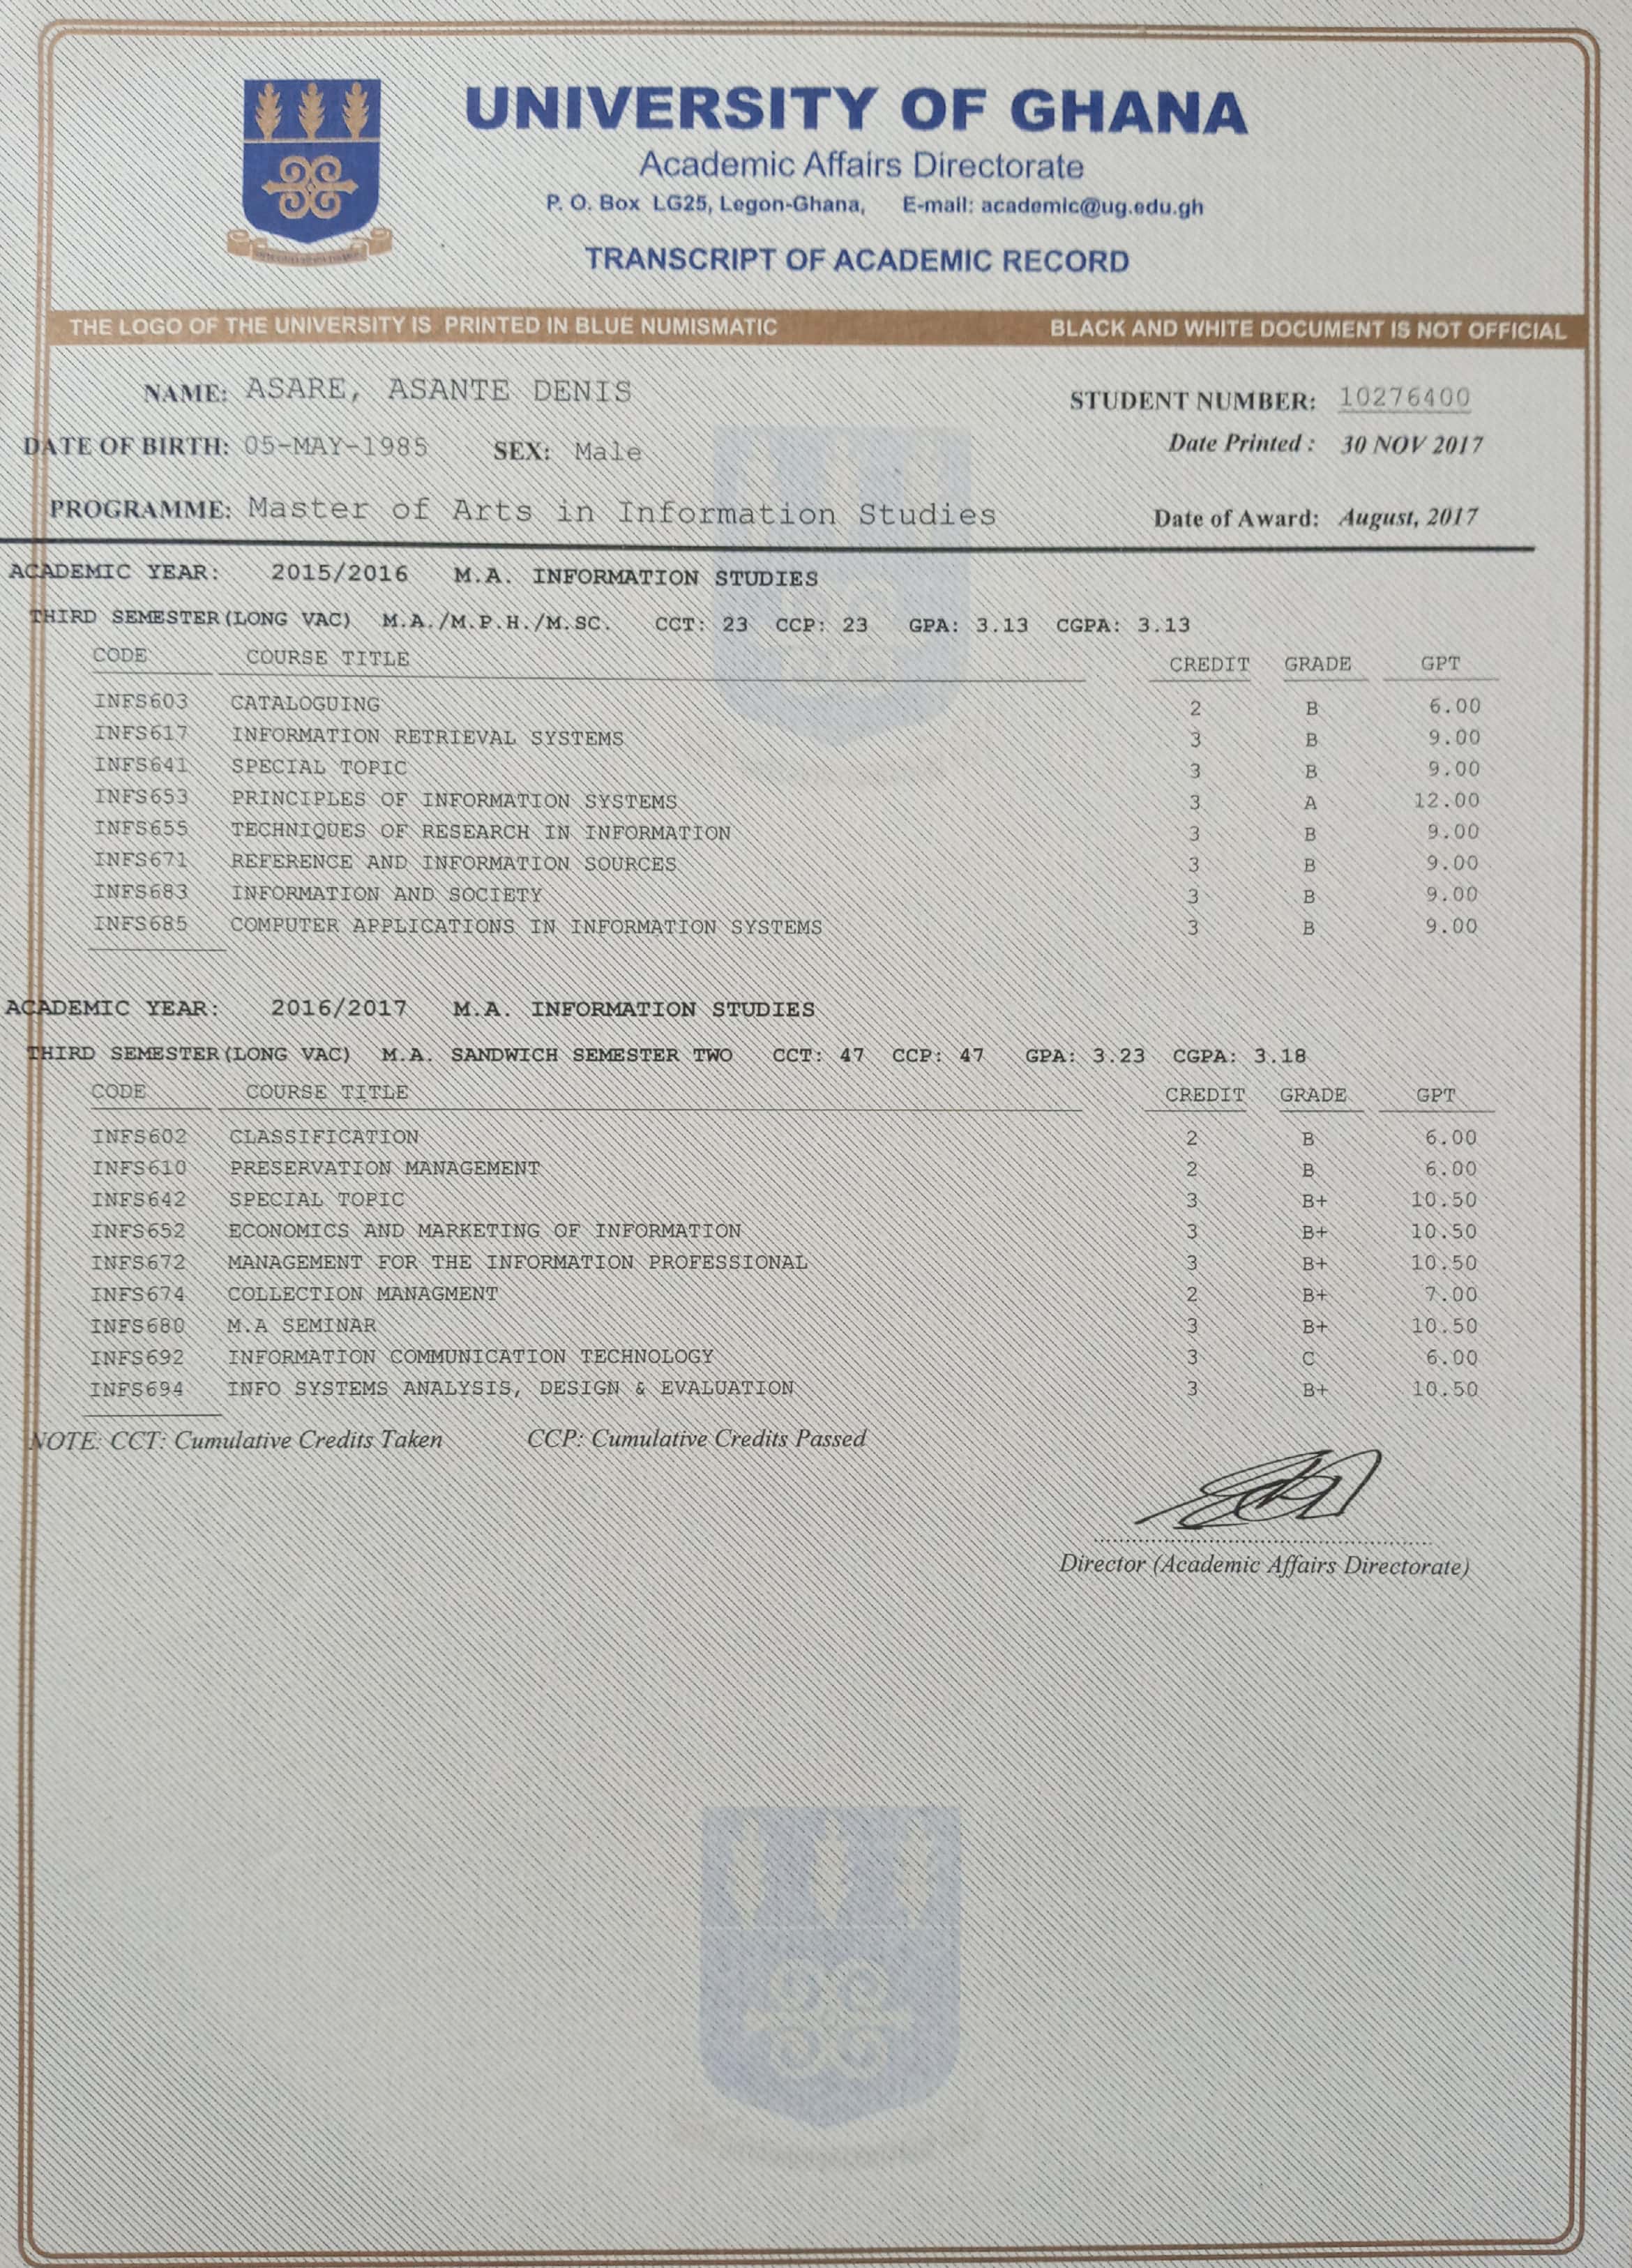 UNIVERSITY OF GHANA
Academic Affairs Directorate
P. O. Box LG25, Legon-Ghana, E-mail: academic@ug.edu.gh
TRANSCRIPT OF ACADEMIC RECORD
THE LOGO OF THE UNIVERSITY IS PRINTED IN BLUE NUMISMATIC BLACK AND WHITE DOCUMENT IS NOT OFFICIAL
NAME: ASARE, ASANTE DENIS STUDENT NUMBER: 10276400
DATE OF BIRTH: 05-MAY-1985 SEX: Male Date Printed : 30 NOV 2017
PROGRAMME: Master of Arts in Information Studies Date of Award: August, 2017
ACADEMIC YEAR: 2015/2016 M.A. INFORMATION STUDIES
THIRD SEMESTER(LONG VAC) M.A./M.P.H./M.SC. CCT: 23 CCP: 23 GPA: 3.13 CGPA: 3.13
CODE COURSE TITLE CREDIT GRADE GPT
INFS603 CATALOGUING 2 B 6.00
INFS617 INFORMATION RETRIEVAL SYSTEMS 3 B 9.00
INFS641 SPECIAL TOPIC 3 B 9.00
INFS653 PRINCIPLES OF INFORMATION SYSTEMS 3 A 12.00
INFS655 TECHNIQUES OF RESEARCH IN INFORMATION 3 B 9.00
INFS671 REFERENCE AND INFORMATION SOURCES 3 B 9.00
INFS683 INFORMATION AND SOCIETY 3 B 9.00
INFS685 COMPUTER APPLICATIONS IN INFORMATION SYSTEMS 3 B 9.00
ACADEMIC YEAR: 2016/2017 M.A. INFORMATION STUDIES
THIRD SEMESTER(LONG VAC) M.A. SANDWICH SEMESTER TWO CCT: 47 CCP: 47 GPA: 3.23 CGPA: 3.18
CODE COURSE TITLE CREDIT GRADE GPT
INFS602 CLASSIFICATION 2 B 6.00
INFS610 PRESERVATION MANAGEMENT 2 B 6.00
INFS642 SPECIAL TOPIC 3 B+ 10.50
INFS652 ECONOMICS AND MARKETING OF INFORMATION 3 B+ 10.50
INFS672 MANAGEMENT FOR THE INFORMATION PROFESSIONAL 3 B+ 10.50
INFS674 COLLECTION MANAGMENT 2 B+ 7.00
INFS680 M.A SEMINAR 3 B+ 10.50
INFS692 INFORMATION COMMUNICATION TECHNOLOGY 3 C 6.00
INFS694 INFO SYSTEMS ANALYSIS, DESIGN & EVALUATION 3 B+ 10.50
NOTE: CCT: Cumulative Credits Taken CCP: Cumulative Credits Passed
Director (Academic Affairs Directorate)